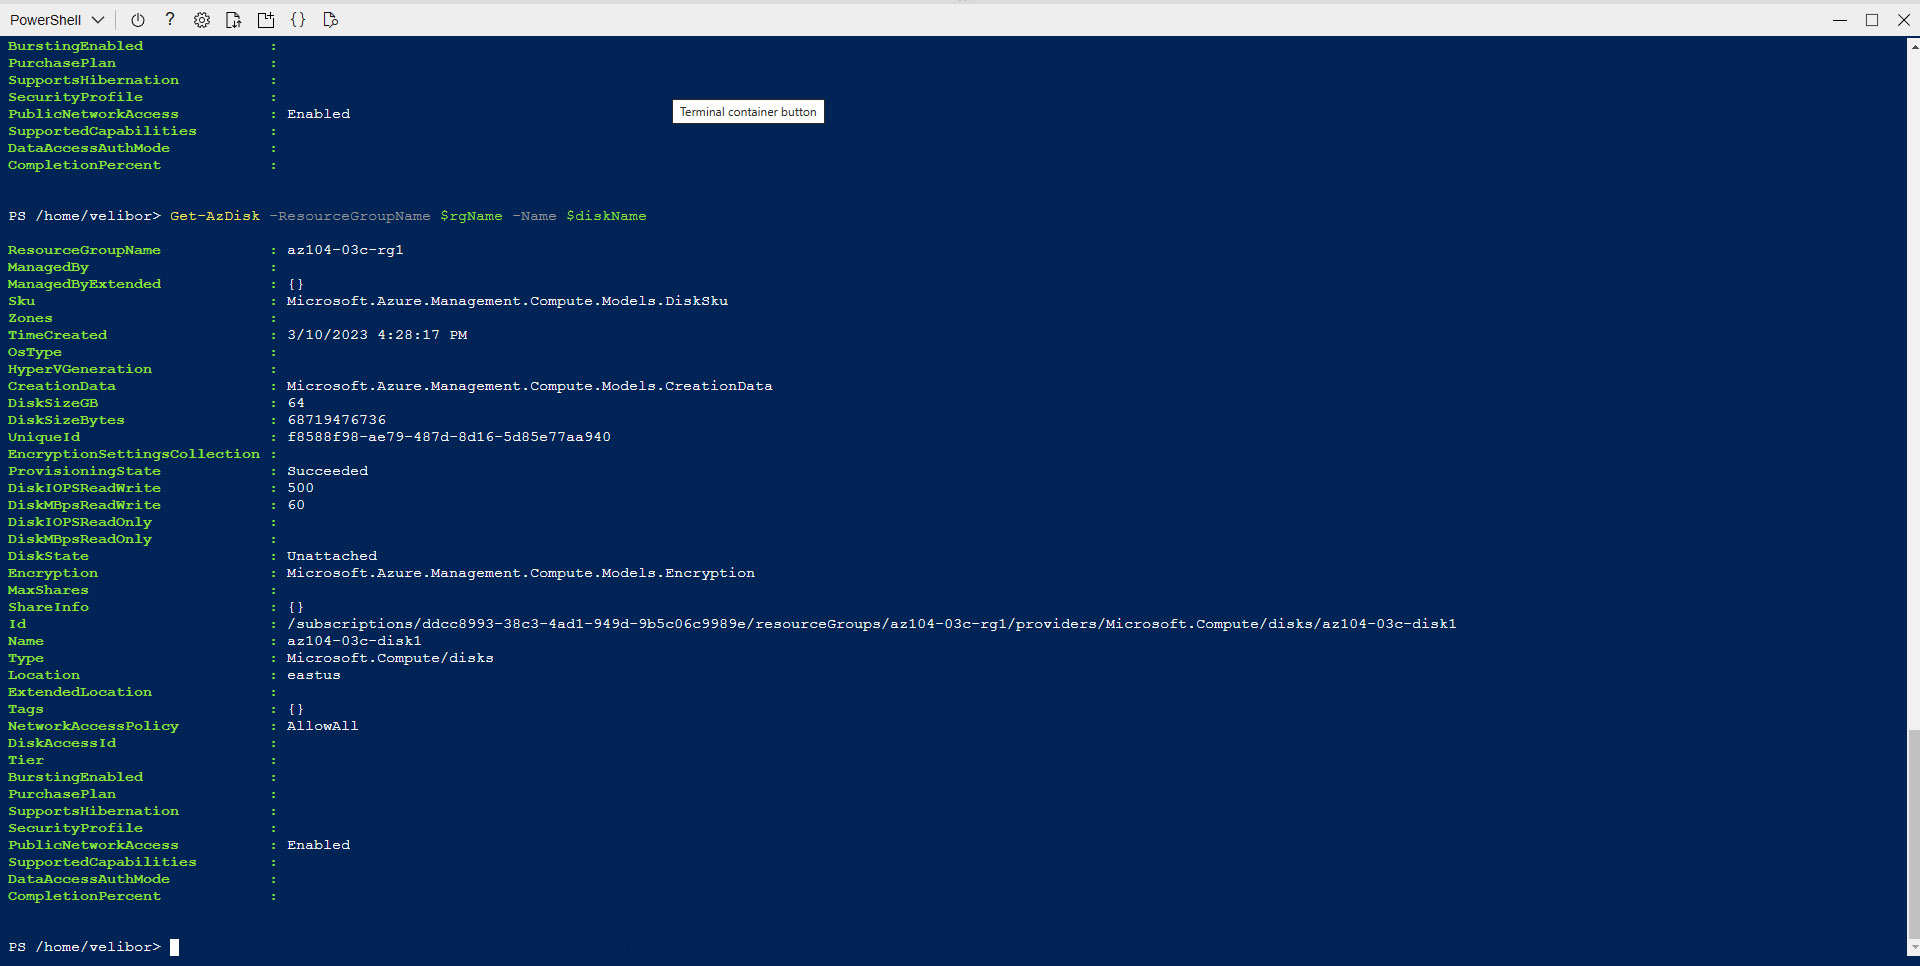 PowerShell
BurstingEnabled :
PurchasePlan :
SupportsHibernation :
SecurityProfile :
PublicNetworkAccess : Enabled
Terminal container button
SupportedCapabilities :
DataAccessAuthMode :
CompletionPercent :
PS /home/velibor> Get-AzDisk -ResourceGroupName $rgName -Name $diskName
ResourceGroupName : az104-03c-rg1
ManagedBy :
ManagedByExtended : {}
Sku : Microsoft.Azure.Management.Compute.Models.DiskSku
Zones :
TimeCreated : 3/10/2023 4:28:17 PM
OsType :
HyperVGeneration :
CreationData : Microsoft.Azure.Management.Compute.Models.CreationData
DiskSizeGB : 64
DiskSizeBytes : 68719476736
UniqueId : f8588f98-ae79-487d-8d16-5d85e77aa940
EncryptionSettingsCollection :
ProvisioningState : Succeeded
DiskIOPSReadWrite : 500
DiskMBpsReadWrite : 60
DiskIOPSReadOnly :
DiskMBpsReadOnly :
DiskState : Unattached
Encryption : Microsoft.Azure.Management.Compute.Models.Encryption
MaxShares :
ShareInfo : {}
Id : /subscriptions/ddcc8993-38c3-4ad1-949d-9b5c06c9989e/resourceGroups/az104-03c-rg1/providers/Microsoft.Compute/disks/az104-03c-disk1
Name : az104-03c-disk1
Type : Microsoft.Compute/disks
Location : eastus
ExtendedLocation :
Tags : {}
NetworkAccessPolicy : AllowAll
DiskAccessId :
Tier :
BurstingEnabled :
PurchasePlan :
SupportsHibernation :
SecurityProfile :
PublicNetworkAccess : Enabled
SupportedCapabilities :
DataAccessAuthMode :
CompletionPercent :
PS /home/velibor>